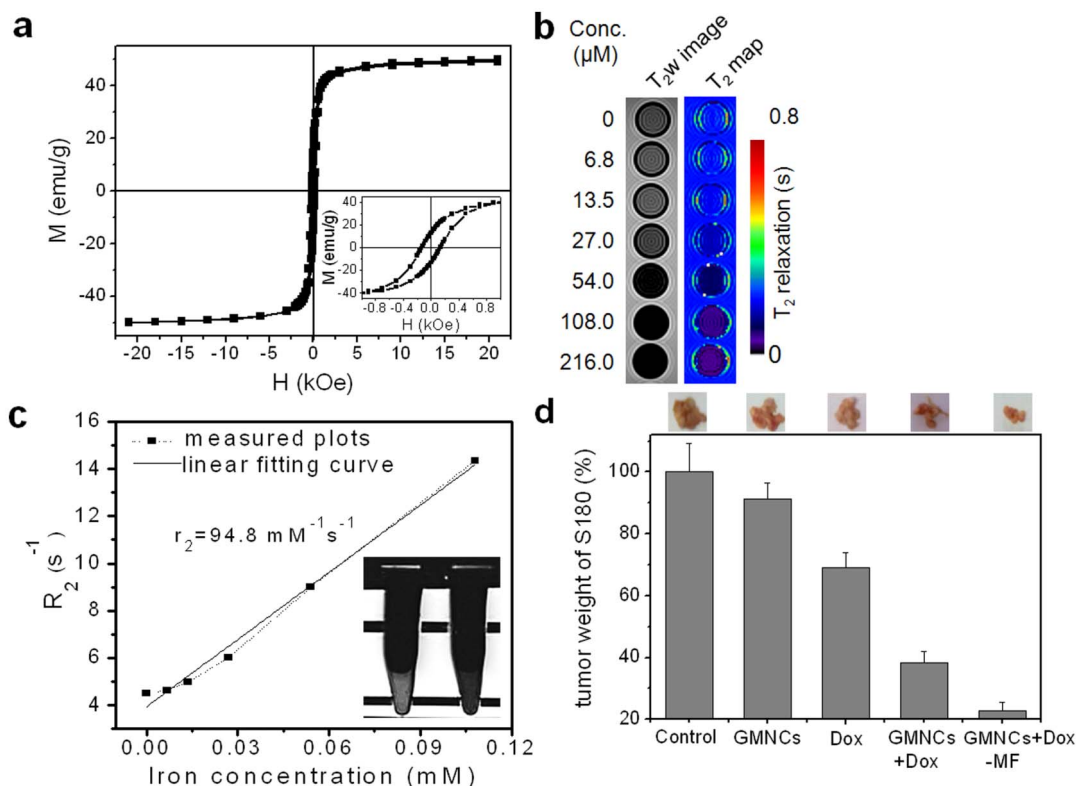 a
40
20
0
-20
-40
M (emu/g)
-21 -15 -10 -5 0 5 10 15 21
H (kOe)
40
20
0
-20
-40
M (emu/g)
-0.8 -0.4 0.0 0.4 0.8
H (kOe)
b
Conc.
(µM)
T2w image
T2 map
0
6.8
13.5
27.0
54.0
108.0
216.0
0.8
T2 relaxation (s)
0
c
16
14
12
10
8
6
4
R2 (s-1)
measured plots
linear fitting curve
r2=94.8 mM-1s-1
0.00 0.03 0.06 0.09 0.12
Iron concentration (mM)
d
100
80
60
40
20
tumor weight of S180 (%)
Control GMNCs Dox GMNCs GMNCs+Dox
+Dox -MF